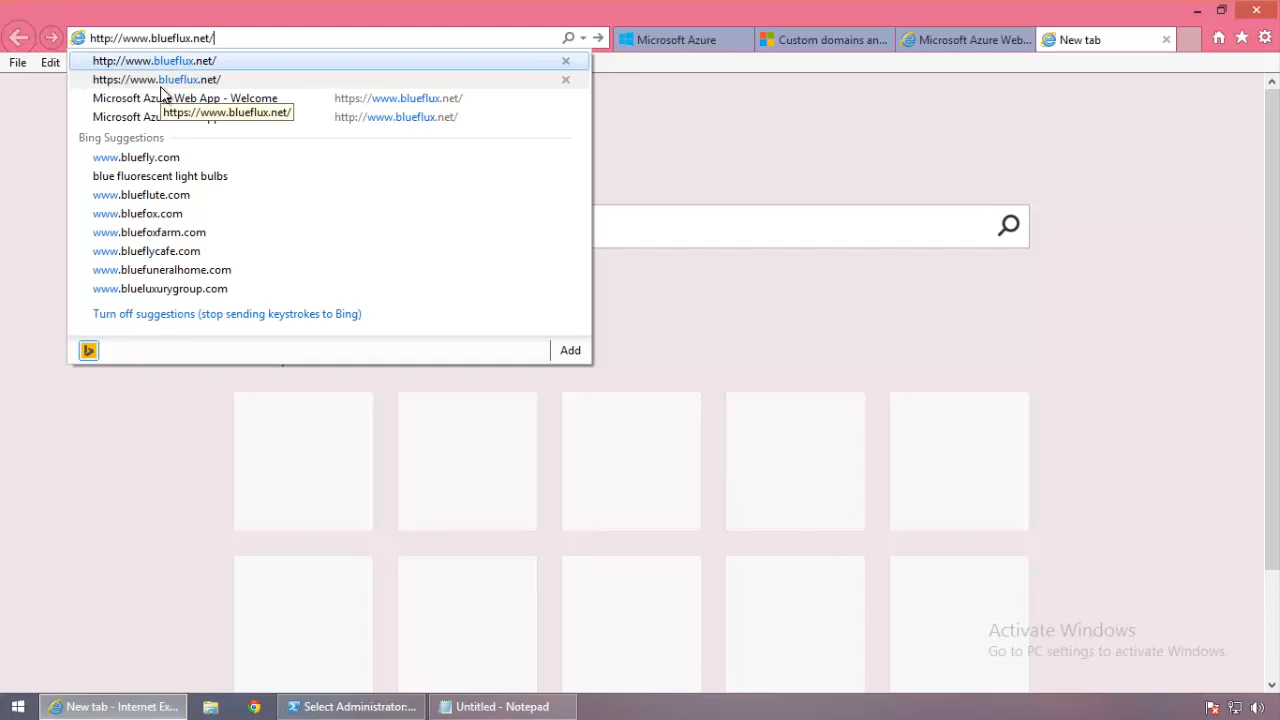 http://www.blueflux.net/
Microsoft Azure
Custom domains an...
Microsoft Azure Web...
New tab
File Edit
http://www.blueflux.net/
https://www.blueflux.net/
Microsoft Azu Web App - Welcome https://www.blueflux.net/
https://www.blueflux.net/
Microsoft Azu http://www.blueflux.net/
Bing Suggestions
www.bluefly.com
blue fluorescent light bulbs
www.blueflute.com
www.bluefox.com
www.bluefoxfarm.com
www.blueflycafe.com
www.bluefuneralhome.com
www.blueluxurygroup.com
Turn off suggestions (stop sending keystrokes to Bing)
Add
Activate Windows
Go to PC settings to activate Windows.
New tab - Internet Ex...
Select Administrator:...
Untitled - Notepad